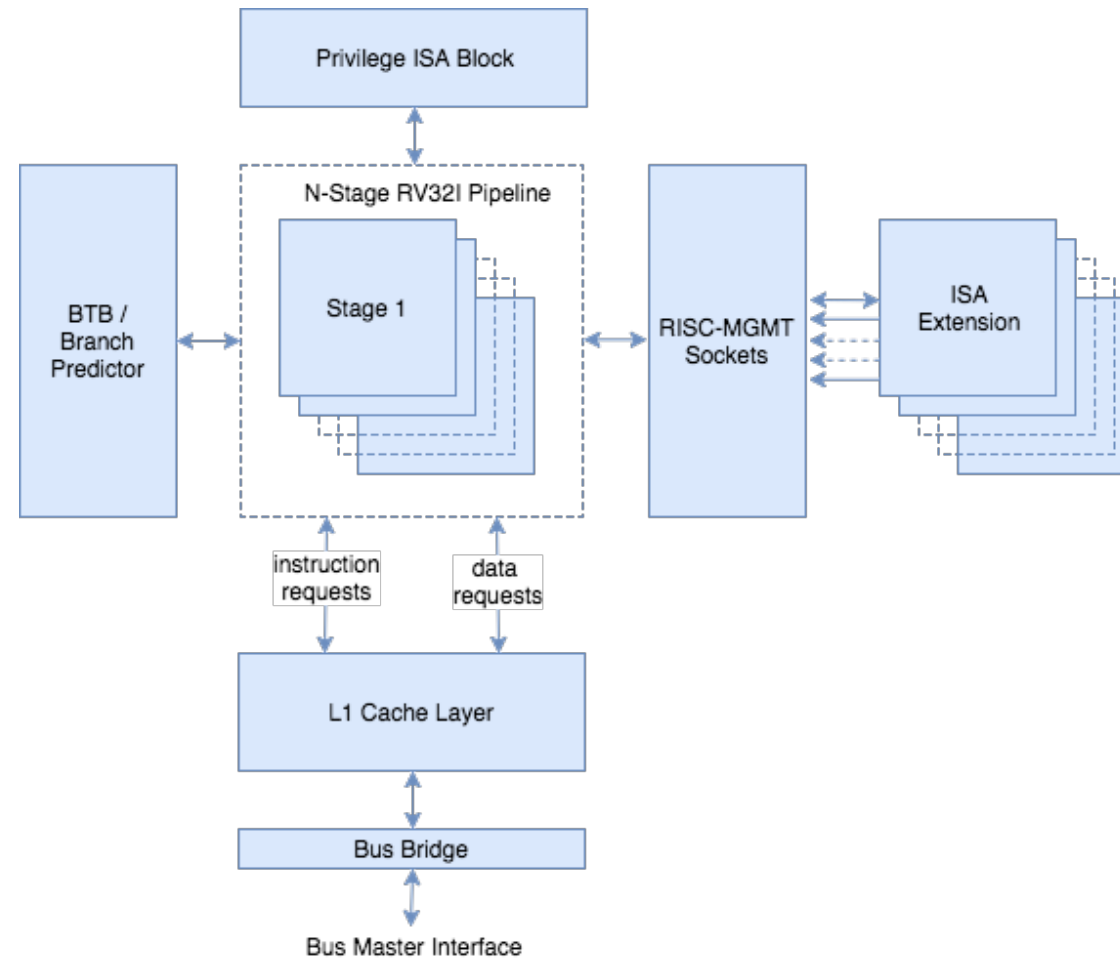 Privilege ISA Block
N-Stage RV32I Pipeline
Stage 1
BTB /
Branch
Predictor
RISC-MGMT
Sockets
ISA
Extension
instruction
requests
data
requests
L1 Cache Layer
Bus Bridge
Bus Master Interface